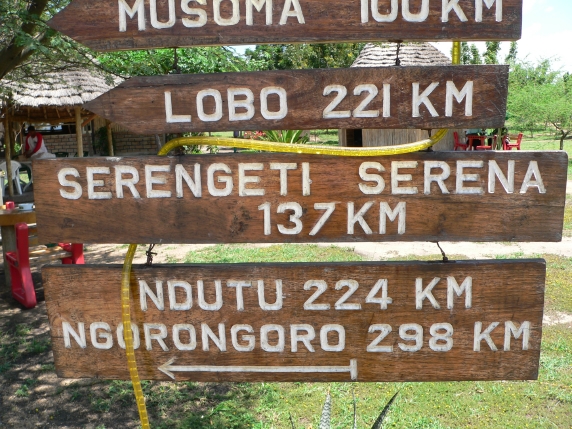 MUSOMA 100 KM
LOBO 221 KM
SERENGETI SERENA
137 KM
NDUTU 224 KM
NGORONGORO 298 KM